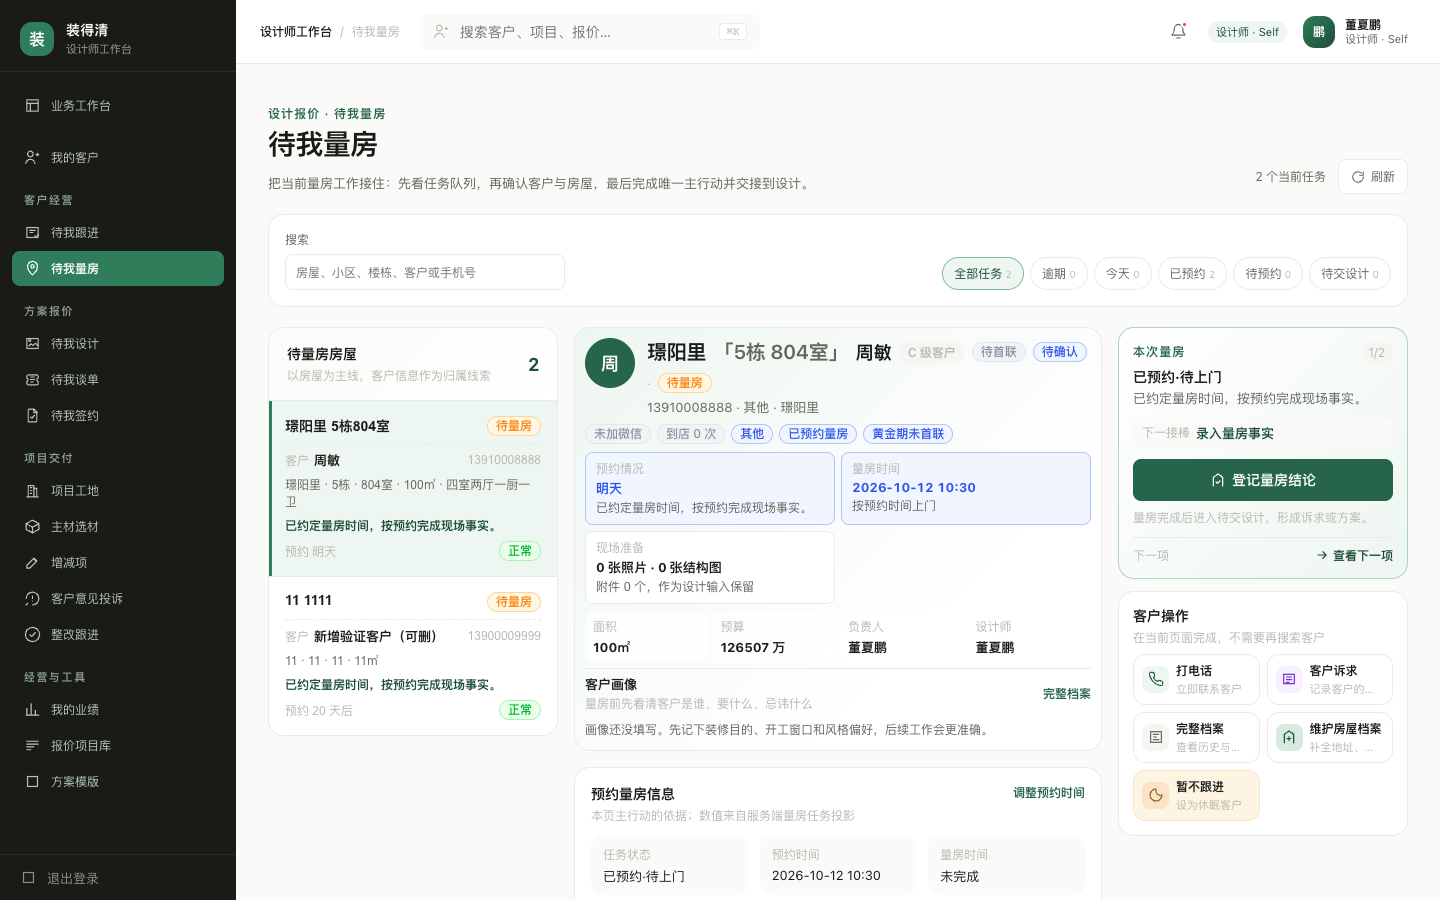 装
装得清
设计师工作台
业务工作台
我的客户
客户经营
待我跟进
待我量房
方案报价
待我设计
待我谈单
待我签约
项目交付
项目工地
主材选材
增减项
客户意见投诉
整改跟进
经营与工具
我的业绩
报价项目库
方案模版
退出登录
设计师工作台 / 待我量房
搜索客户、项目、报价...
⌘K
设计师 · Self
鹏
董夏鹏
设计师 · Self
设计报价 · 待我量房
待我量房
把当前量房工作接住：先看任务队列，再确认客户与房屋，最后完成唯一主行动并交接到设计。
2 个当前任务
刷新
搜索
房屋、小区、楼栋、客户或手机号
全部任务 2
逾期 0
今天 0
已预约 2
待预约 0
待交设计 0
待量房房屋
以房屋为主线，客户信息作为归属线索
2
璟阳里 5栋804室
待量房
客户 周敏
13910008888
璟阳里 · 5栋 · 804室 · 100㎡ · 四室两厅一厨一
卫
已约定量房时间，按预约完成现场事实。
预约 明天
正常
11 1111
待量房
客户 新增验证客户（可删）
13900009999
11 · 11 · 11 · 11㎡
已约定量房时间，按预约完成现场事实。
预约 20 天后
正常
周
璟阳里 「5栋 804室」 周敏
C 级客户
待首联
待确认
· 待量房
13910008888 · 其他 · 璟阳里
未加微信
到店 0 次
其他
已预约量房
黄金期未首联
预约情况
明天
已约定量房时间，按预约完成现场事实。
量房时间
2026-10-12 10:30
按预约时间上门
现场准备
0 张照片 · 0 张结构图
附件 0 个，作为设计输入保留
面积
100㎡
预算
126507 万
负责人
董夏鹏
设计师
董夏鹏
客户画像
量房前先看清客户是谁、要什么、忌讳什么
完整档案
画像还没填写。先记下装修目的、开工窗口和风格偏好，后续工作会更准确。
预约量房信息
本页主行动的依据；数值来自服务端量房任务投影
调整预约时间
任务状态
已预约·待上门
预约时间
2026-10-12 10:30
量房时间
未完成
本次量房
1/2
已预约·待上门
已约定量房时间，按预约完成现场事实。
下一接棒 录入量房事实
登记量房结论
量房完成后进入待交设计，形成诉求或方案。
下一项
→ 查看下一项
客户操作
在当前页面完成，不需要再搜索客户
打电话
立即联系客户
客户诉求
记录客户的...
完整档案
查看历史与...
维护房屋档案
补全地址、...
暂不跟进
设为休眠客户